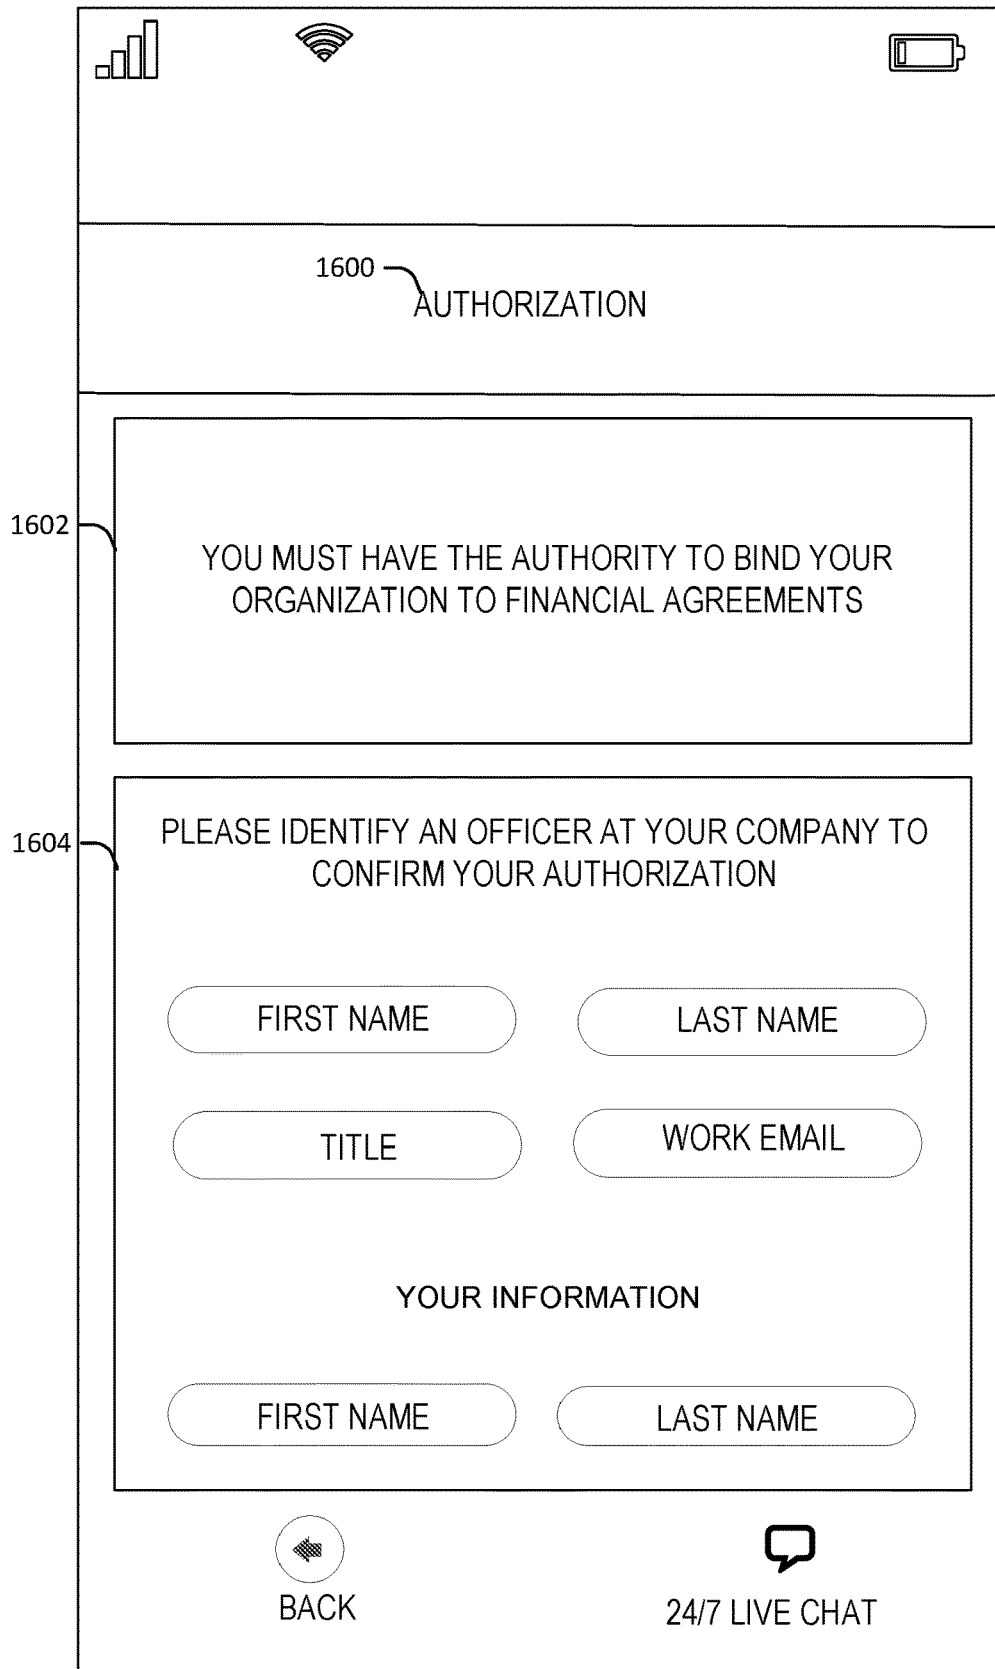 1600
AUTHORIZATION
1602
YOU MUST HAVE THE AUTHORITY TO BIND YOUR
ORGANIZATION TO FINANCIAL AGREEMENTS
1604
PLEASE IDENTIFY AN OFFICER AT YOUR COMPANY TO
CONFIRM YOUR AUTHORIZATION
FIRST NAME
LAST NAME
TITLE
WORK EMAIL
YOUR INFORMATION
FIRST NAME
LAST NAME
BACK
24/7 LIVE CHAT